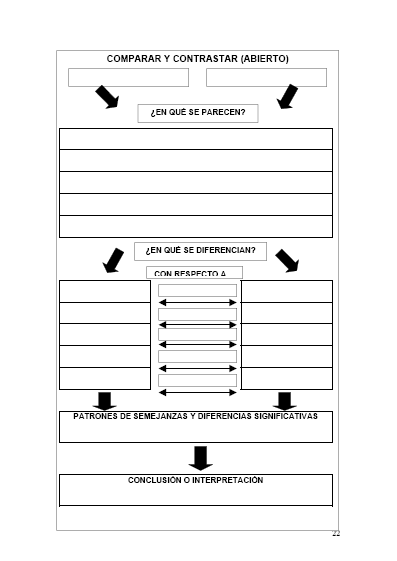 COMPARAR Y CONTRASTAR (ABIERTO)
¿EN QUÉ SE PARECEN?
¿EN QUÉ SE DIFERENCIAN?
CON RESPECTO A
PATRONES DE SEMEJANZAS Y DIFERENCIAS SIGNIFICATIVAS
CONCLUSIÓN O INTERPRETACIÓN
22